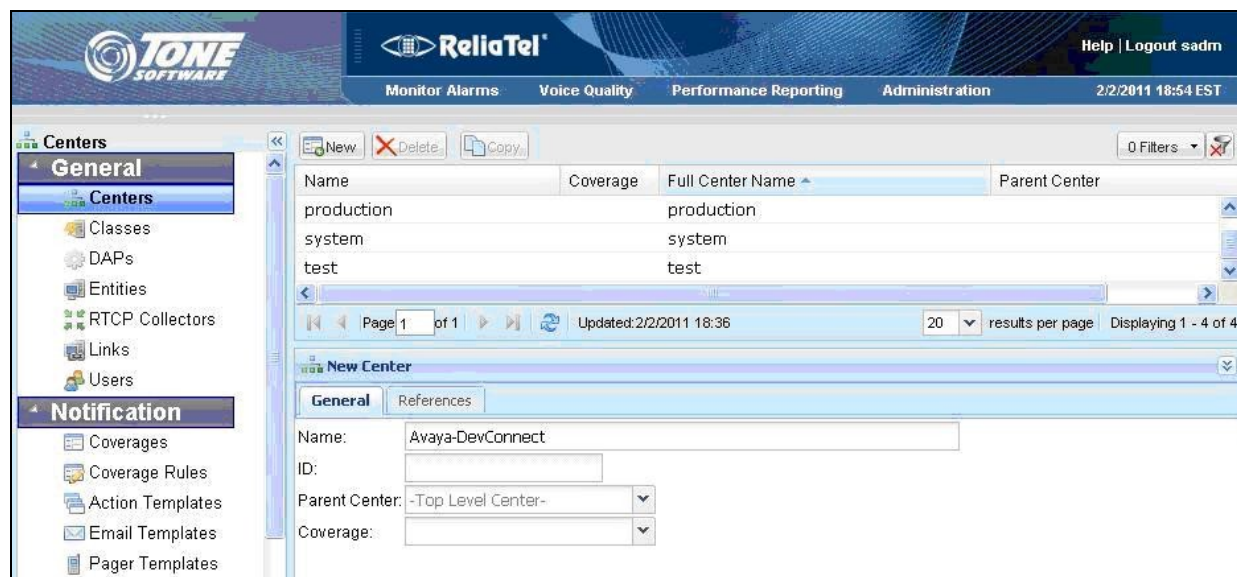 TONE
SOFTWARE
ReliaTel
Help | Logout sadm
Monitor Alarms Voice Quality Performance Reporting Administration 2/2/2011 18:54 EST
Centers
General
Centers
Classes
DAPs
Entities
RTCP Collectors
Links
Users
Notification
Coverages
Coverage Rules
Action Templates
Email Templates
Pager Templates
New Delete Copy 0 Filters
Name Coverage Full Center Name Parent Center
production production
system system
test test
Page 1 of 1 Updated:2/2/2011 18:36 20 results per page Displaying 1 - 4 of 4
New Center
General References
Name: Avaya-DevConnect
ID:
Parent Center: -Top Level Center-
Coverage: